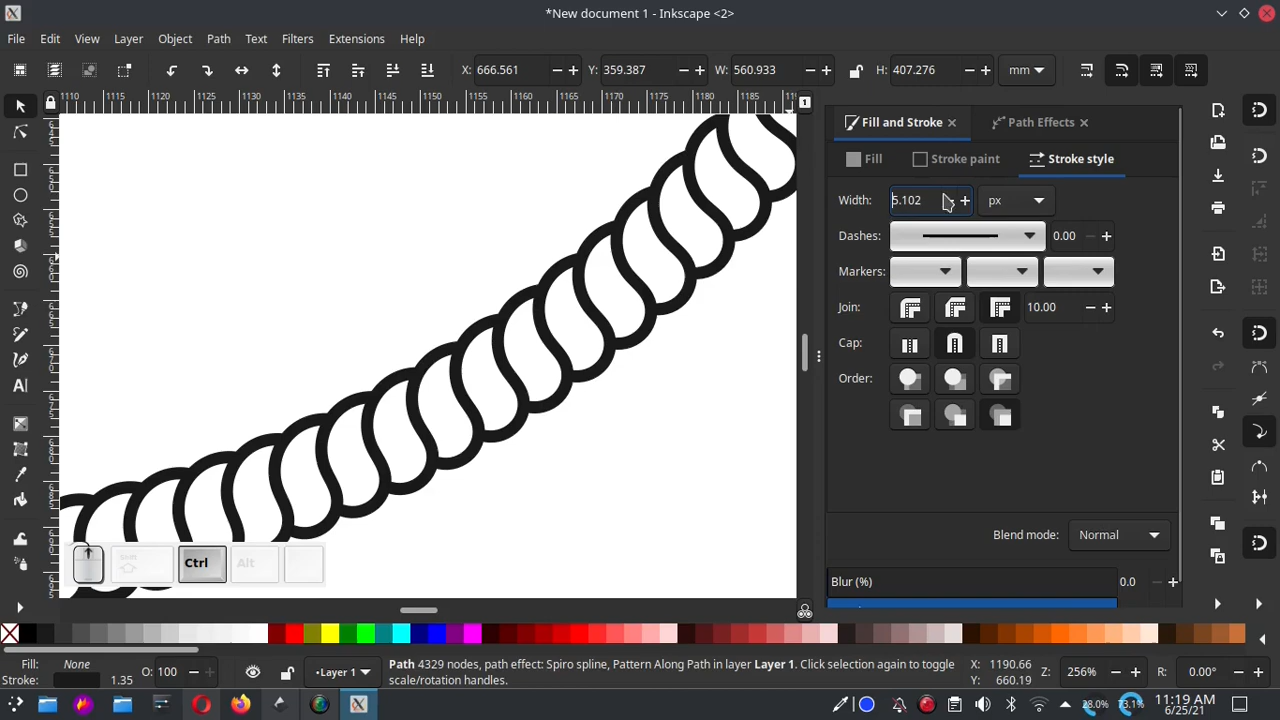 *New document 1 - Inkscape <2>
File Edit View Layer Object Path Text Filters Extensions Help
X: 666.561 Y: 359.387 W: 560.933 H: 407.276 mm
1110 1115 1120 1125 1130 1135 1140 1145 1150 1155 1160 1165 1170 1175 1180 1185
1
Fill and Stroke Path Effects
Fill Stroke paint Stroke style
Width: 5.102 px
Dashes: 0.00
Markers:
Join: 10.00
Cap:
Order:
Shift Ctrl Alt
Blend mode: Normal
Blur (%) 0.0
Fill: None
Stroke: 1.35
O: 100
•Layer 1
Path 4329 nodes, path effect: Spiro spline, Pattern Along Path in layer Layer 1. Click selection again to toggle
scale/rotation handles.
X: 1190.66
Y: 660.19
Z: 256%
R: 0.00°
28.0% 73.1%
11:19 AM
6/25/21